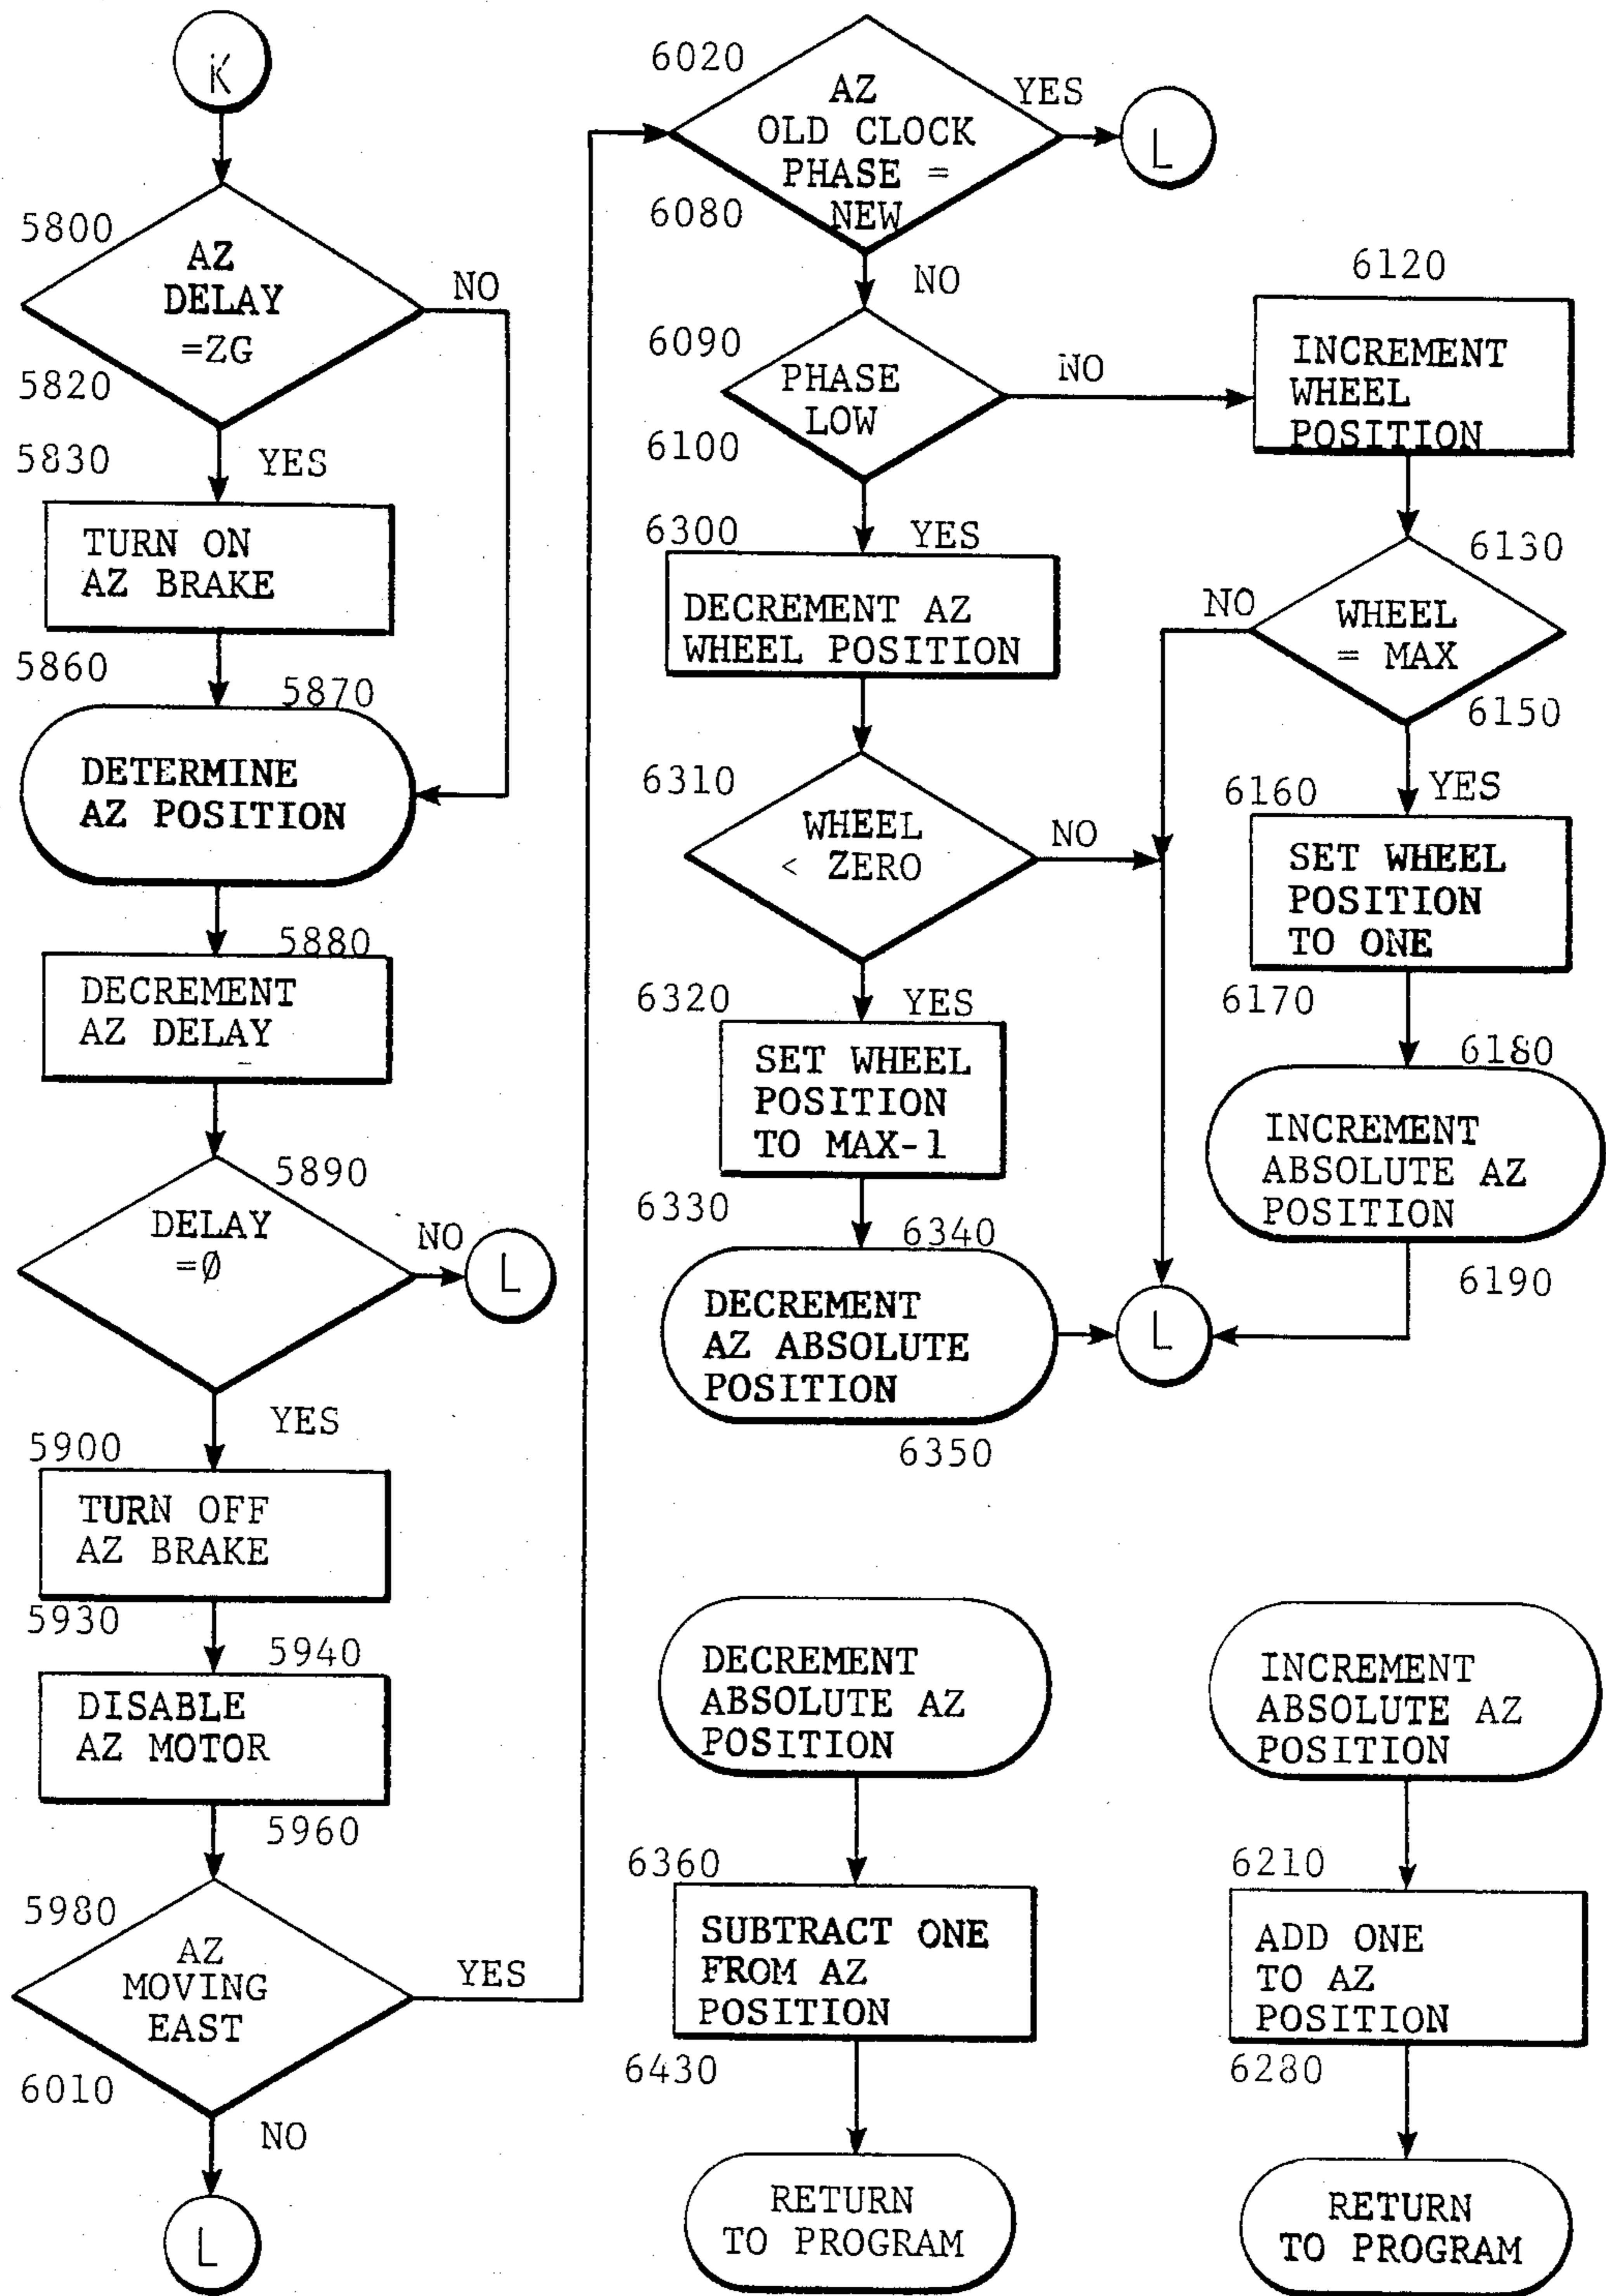 K
5800
AZ
DELAY
=ZG
NO
5820
5830
YES
TURN ON
AZ BRAKE
5860
5870
DETERMINE
AZ POSITION
5880
DECREMENT
AZ DELAY
5890
DELAY
=Ø
NO
L
YES
5900
TURN OFF
AZ BRAKE
5930
5940
DISABLE
AZ MOTOR
5960
5980
AZ
MOVING
EAST
YES
6010
NO
L
6020
AZ
OLD CLOCK
PHASE =
NEW
YES
L
6080
NO
6090
PHASE
LOW
NO
6100
6120
INCREMENT
WHEEL
POSITION
6300
YES
DECREMENT AZ
WHEEL POSITION
6130
NO
WHEEL
= MAX
6150
6310
WHEEL
< ZERO
NO
6160
YES
SET WHEEL
POSITION
TO ONE
6170
6320
YES
SET WHEEL
POSITION
TO MAX-1
6180
INCREMENT
ABSOLUTE AZ
POSITION
6190
6330
6340
DECREMENT
AZ ABSOLUTE
POSITION
L
6350
DECREMENT
ABSOLUTE AZ
POSITION
6360
SUBTRACT ONE
FROM AZ
POSITION
6430
RETURN
TO PROGRAM
INCREMENT
ABSOLUTE AZ
POSITION
6210
ADD ONE
TO AZ
POSITION
6280
RETURN
TO PROGRAM